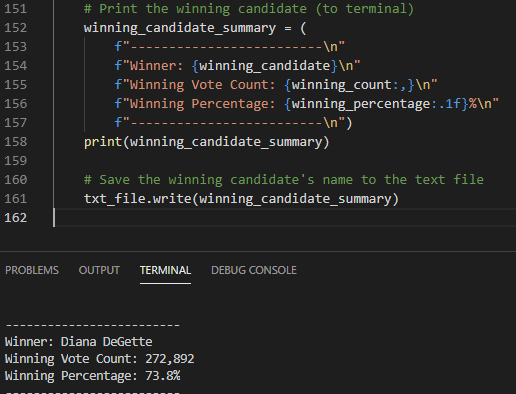 151 # Print the winning candidate (to terminal)
152 winning_candidate_summary = (
153 f"-------------------------\n"
154 f"Winner: {winning_candidate}\n"
155 f"Winning Vote Count: {winning_count:,}\n"
156 f"Winning Percentage: {winning_percentage:.1f}%\n"
157 f"-------------------------\n")
158 print(winning_candidate_summary)
159
160 # Save the winning candidate's name to the text file
161 txt_file.write(winning_candidate_summary)
162
PROBLEMS OUTPUT TERMINAL DEBUG CONSOLE
-------------------------
Winner: Diana DeGette
Winning Vote Count: 272,892
Winning Percentage: 73.8%
-------------------------